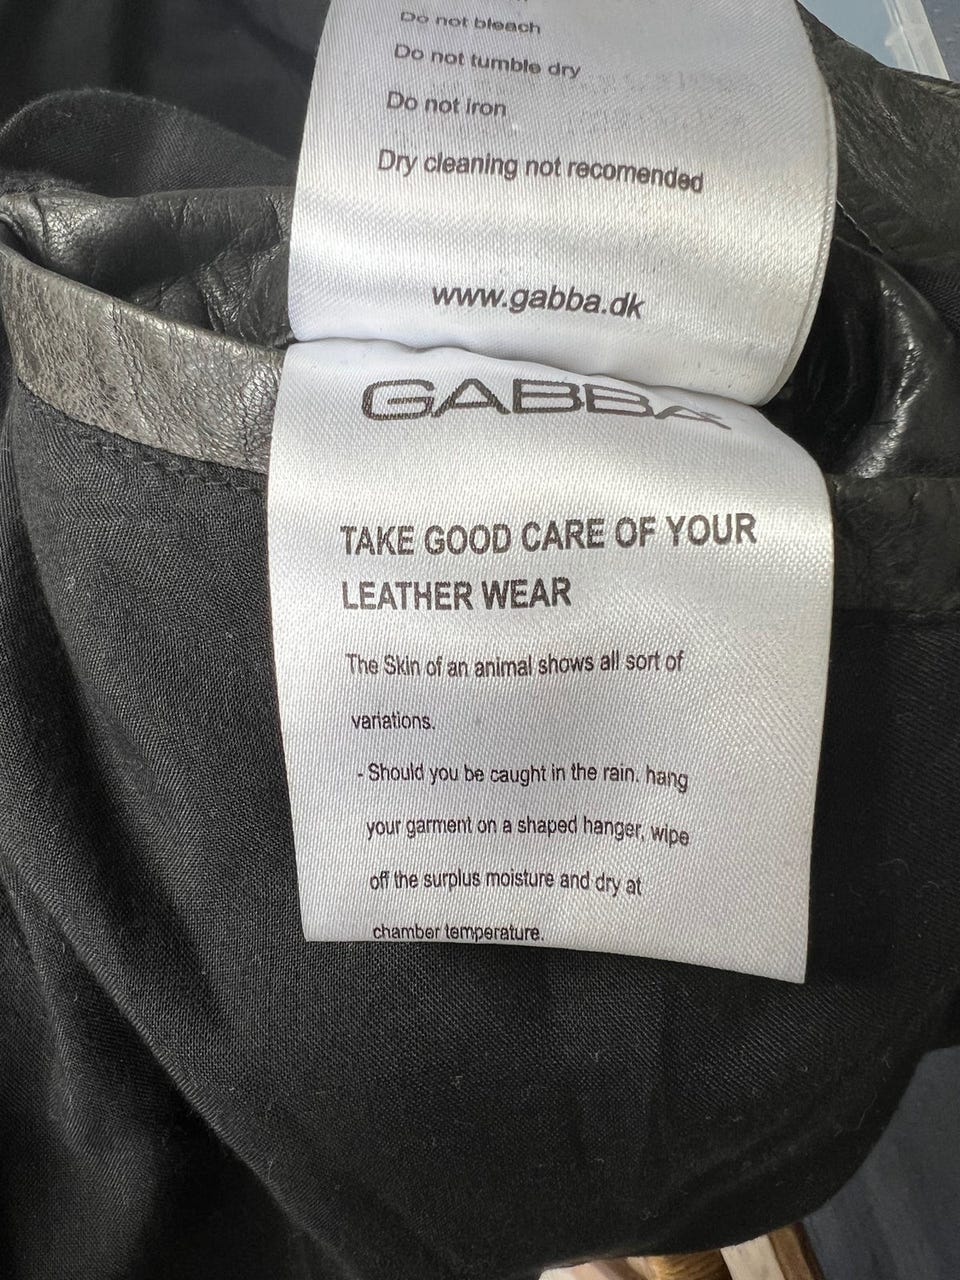 Do not bleach
Do not tumble dry
Do not iron
Dry cleaning not recomended
www.gabba.dk
GABBA
TAKE GOOD CARE OF YOUR
LEATHER WEAR
The Skin of an animal shows all sort of
variations.
- Should you be caught in the rain. hang
your garment on a shaped hanger, wipe
off the surplus moisture and dry at
chamber temperature.